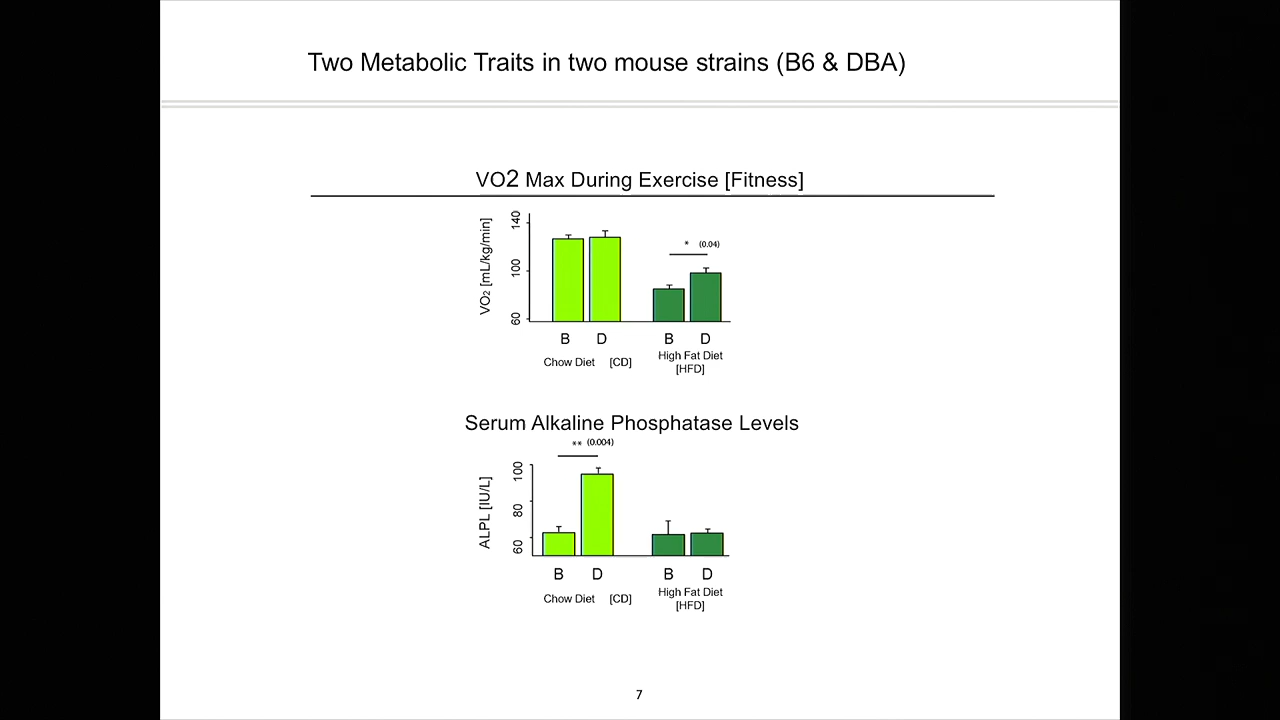 Two Metabolic Traits in two mouse strains (B6 & DBA)
VO2 Max During Exercise [Fitness]
VO2 [mL/kg/min]
140
100
60
* (0.04)
B D B D
Chow Diet [CD]
High Fat Diet
[HFD]
Serum Alkaline Phosphatase Levels
** (0.004)
ALPL [IU/L]
100
80
60
B D B D
Chow Diet [CD]
High Fat Diet
[HFD]
7